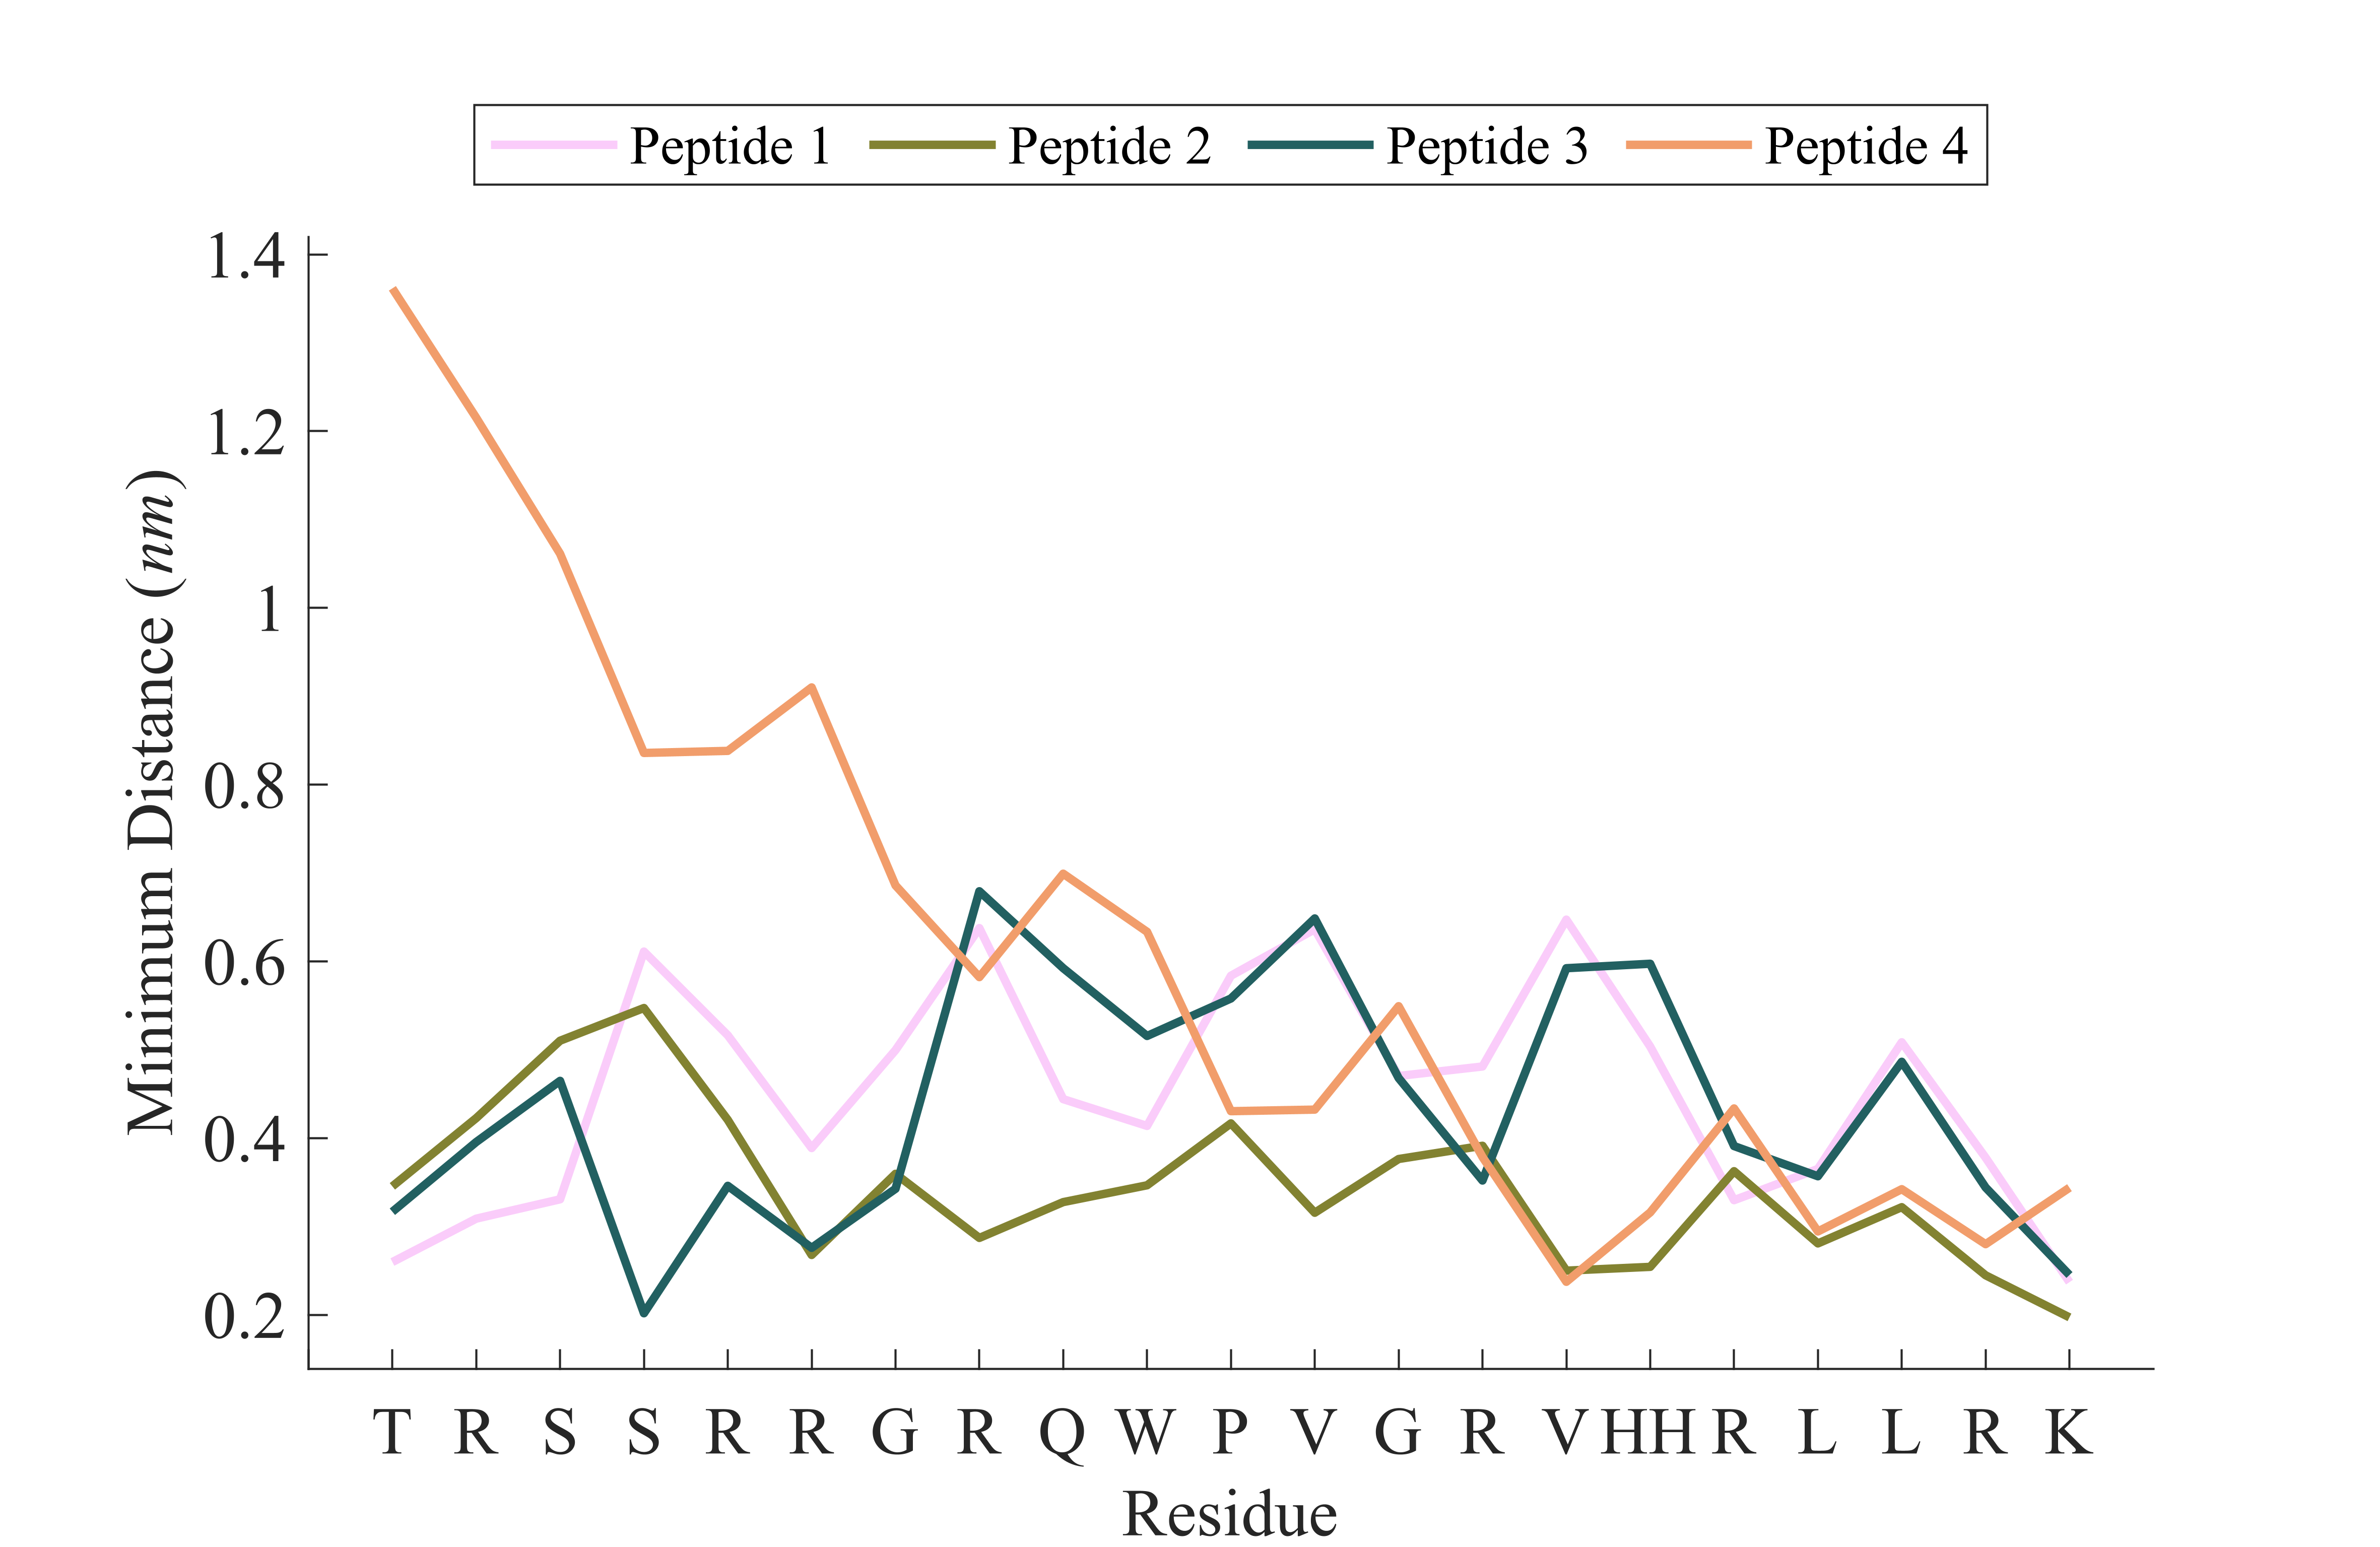 Peptide 1 Peptide 2 Peptide 3 Peptide 4
1.4
1.2
1
0.8
0.6
0.4
0.2
Minimum Distance (nm)
T R S S R R G R Q W P V G R V HH R L L R K
Residue